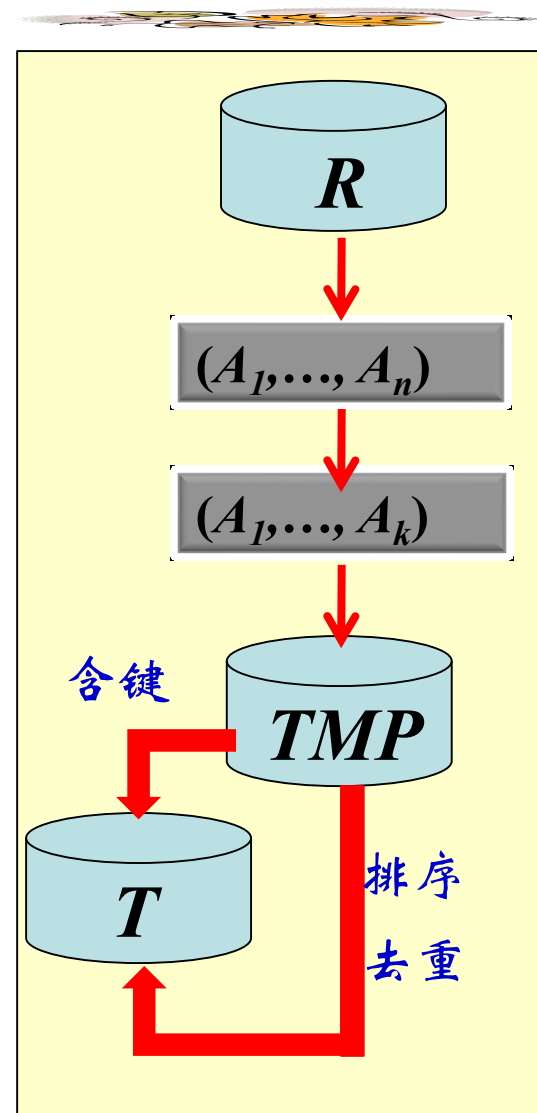 R
(A1,…, An)
(A1,…, Ak)
含键
TMP
T
排序
去重